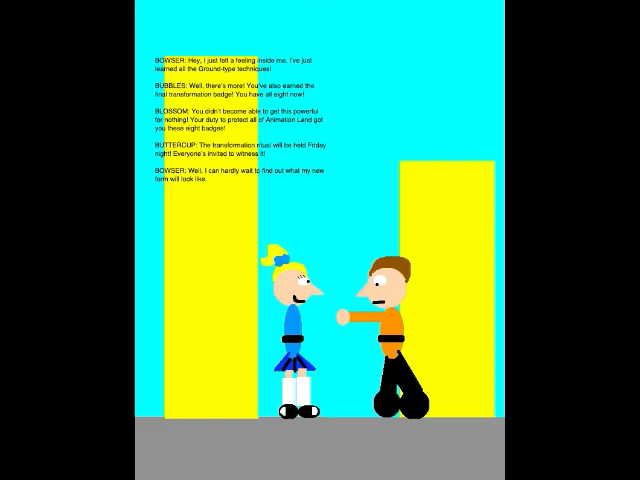 BOWSER: Hey, I just felt a feeling inside me. I've just
learned all the Ground-type techniques!
BUBBLES: Well, there's more! You've also earned the
final transformation badge! You have all eight now!
BLOSSOM: You didn't become able to get this powerful
for nothing! Your duty to protect all of Animation Land got
you these eight badges!
BUTTERCUP: The transformation ritual will be held Friday
night! Everyone's invited to witness it!
BOWSER: Well, I can hardly wait to find out what my new
form will look like.